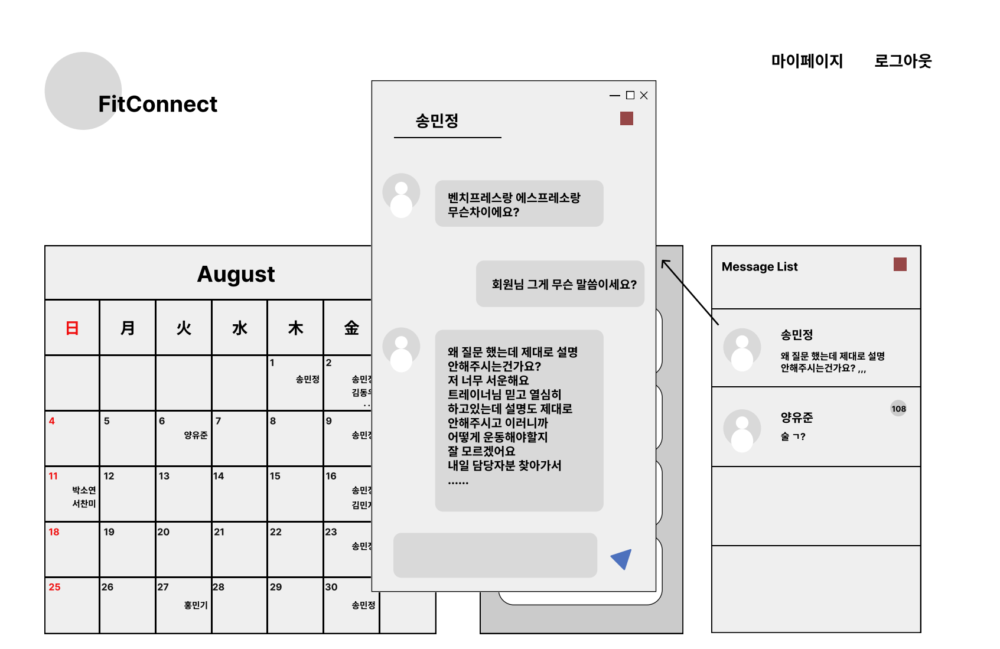 마이페이지 로그아웃
FitConnect
송민정
벤치프레스랑 에스프레소랑
무슨차이에요?
회원님 그게 무슨 말씀이세요?
왜 질문 했는데 제대로 설명
안해주시는건가요?
저 너무 서운해요
트레이너님 믿고 열심히
하고있는데 설명도 제대로
안해주시고 이러니까
어떻게 운동해야할지
잘 모르겠어요
내일 담당자분 찾아가서
......
August
日 月 火 水 木 金
1 2
송민정 송민정
김동우
..
4 5 6 7 8 9
양유준 송민정
11 12 13 14 15 16
박소연 송민정
서찬미 김민지
18 19 20 21 22 23
송민정
25 26 27 28 29 30
홍민기 송민정
Message List
송민정
왜 질문 했는데 제대로 설명
안해주시는건가요? ,,,
양유준
108
술 ㄱ?